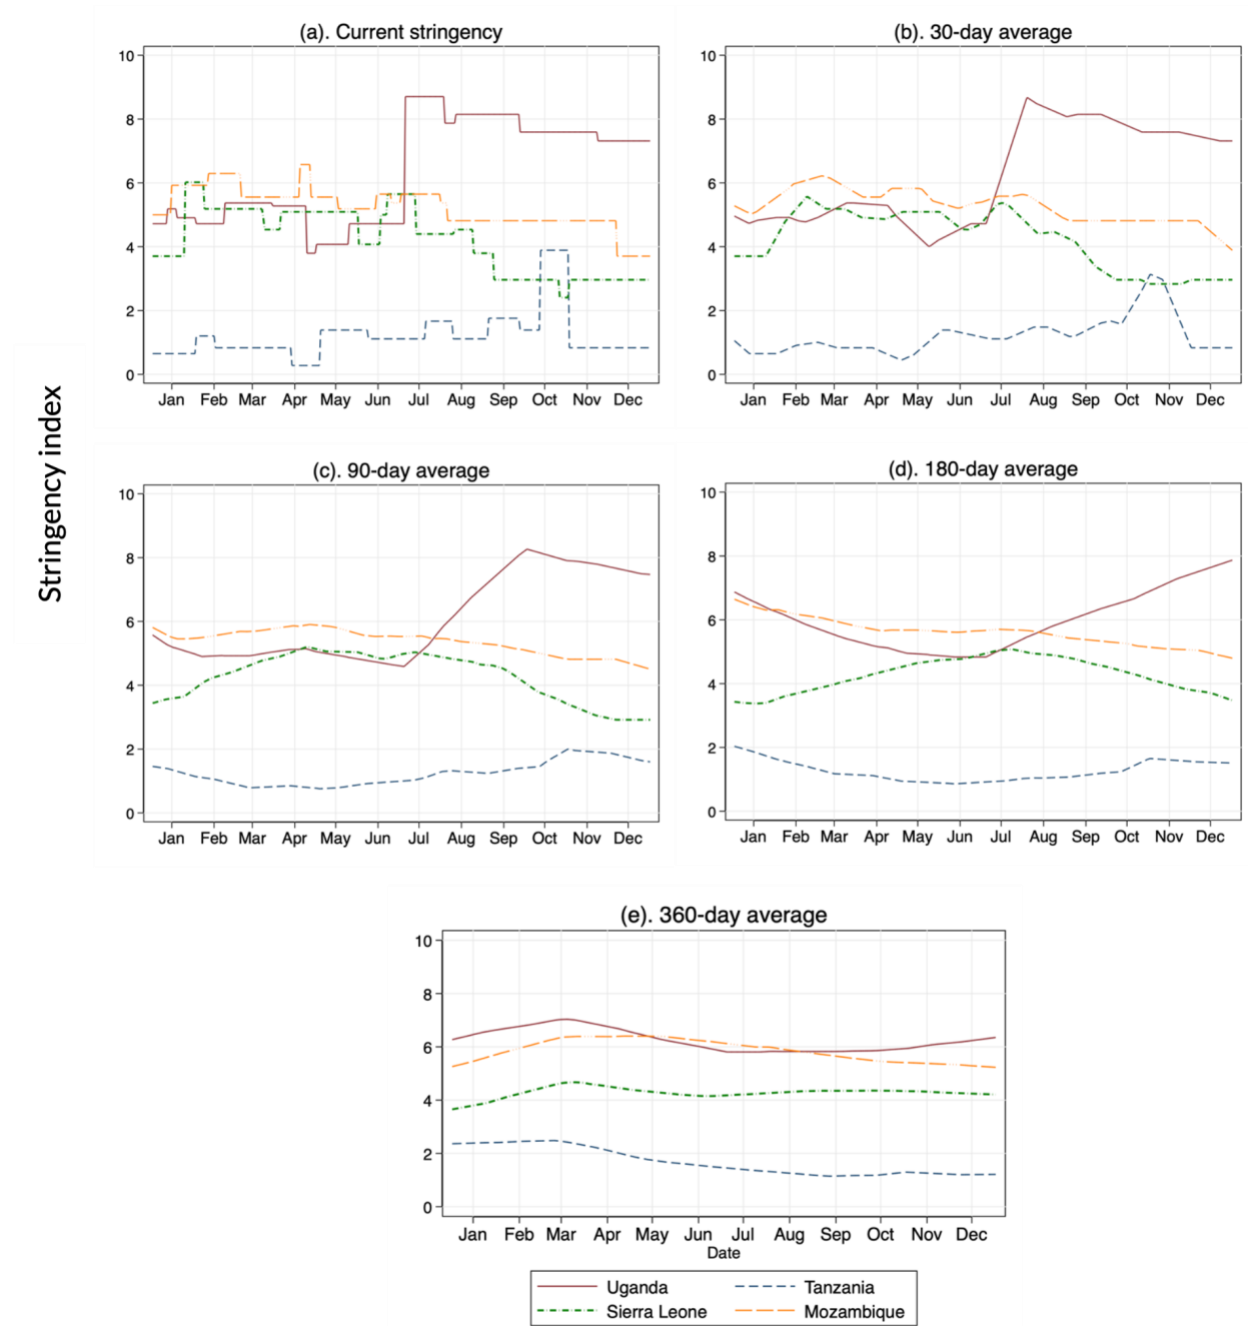 (a). Current stringency
10
8
6
4
2
0
Jan Feb Mar Apr May Jun Jul Aug Sep Oct Nov Dec
(b). 30-day average
10
8
6
4
2
0
Jan Feb Mar Apr May Jun Jul Aug Sep Oct Nov Dec
Stringency index
(c). 90-day average
10
8
6
4
2
0
Jan Feb Mar Apr May Jun Jul Aug Sep Oct Nov Dec
(d). 180-day average
10
8
6
4
2
0
Jan Feb Mar Apr May Jun Jul Aug Sep Oct Nov Dec
(e). 360-day average
10
8
6
4
2
0
Jan Feb Mar Apr May Jun Jul Aug Sep Oct Nov Dec
Date
Uganda Tanzania
Sierra Leone Mozambique